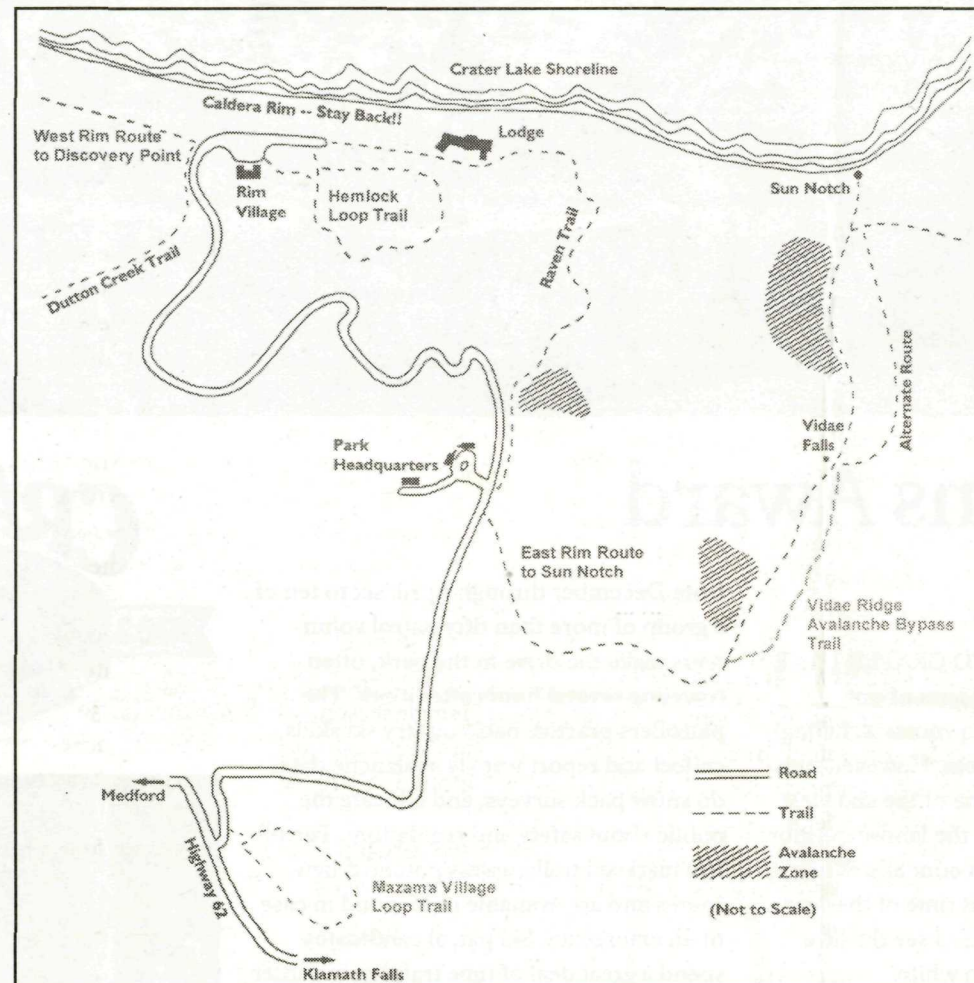 Crater Lake Shoreline
Caldera Rim -- Stay Back!!
West Rim Route
to Discovery Point
Lodge
Rim
Village
Hemlock
Loop Trail
Sun Notch
Raven Trail
Dutton Creek Trail
Alternate Route
Vidae
Falls
Park
Headquarters
East Rim Route
to Sun Notch
Vidae Ridge
Avalanche Bypass
Trail
Medford
Highway 62
Mazama Village
Loop Trail
Klamath Falls
Road
Trail
Avalanche
Zone
(Not to Scale)